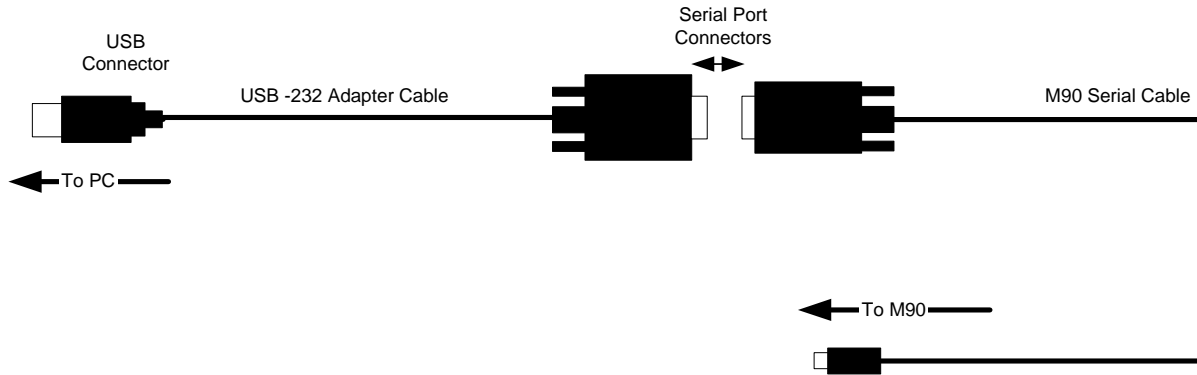 Serial Port
Connectors
USB
Connector
USB -232 Adapter Cable
M90 Serial Cable
To PC
To M90